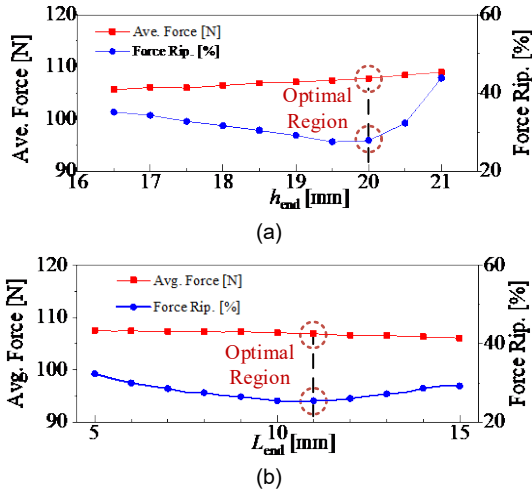 120
60
Ave. Force [N]
Force Rip. [%]
110
Optimal
Region
40
100
90
20
16
17
18
19
20
21
h_end [mm]
Ave. Force [N]
Force Rip. [%]
(a)
120
60
Avg. Force [N]
Force Rip. [%]
110
Optimal
Region
40
100
90
20
5
10
15
L_end [mm]
Avg. Force [N]
Force Rip. [%]
(b)